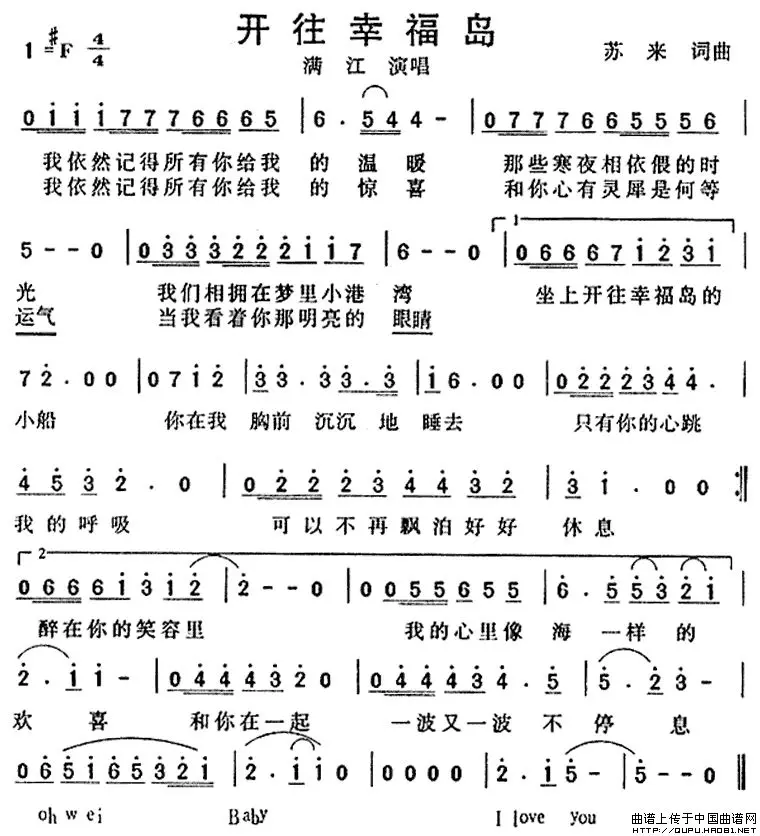 开往幸福岛
1=#F 4/4
满江 演唱
苏来 词曲
0 i i i 7 7 7 6 6 6 5 | 6 · 5 4 4 - | 0 7 7 7 6 6 5 5 5 6 |
我依然记得所有你给我 的 温 暖 那些寒夜相依偎的时
我依然记得所有你给我 的 惊 喜 和你心有灵犀是何等
5 - - 0 | 0 3 3 3 2 2 2 i i 7 | 6 - - 0 | 1 0 6 6 6 7 i 2 3 i |
光 我们相拥在梦里小港 湾 坐上开往幸福岛的
运气 当我看着你那明亮的 眼睛
7 2 · 0 0 | 0 7 i 2 | 3 3 · 3 3 · 3 | i 6 · 0 0 | 0 2 2 2 2 3 4 4 ·
小船 你在我 胸前 沉沉 地 睡去 只有你的心跳
4 5 3 2 · 0 | 0 2 2 2 3 4 4 4 3 2 | 3 i · 0 0 :||
我的呼吸 可以不再飘泊好好 休息
2 0 6 6 6 i 3 i 2 | 2 - - 0 | 0 0 5 5 6 5 5 | 6 · 5 5 3 2 i |
醉在你的笑容里 我的心里像 海 一样 的
2 · i i - | 0 4 4 4 3 2 0 | 0 4 4 4 3 4 · 5 | 5 · 2 3 - |
欢 喜 和你在一起 一波又一波 不 停 息
0 6 5 i 6 5 3 2 i | 2 · i i 0 | 0 0 0 0 | 2 · i 5 - | 5 - - 0 ||
oh wei Baby I love you
曲谱上传于中国曲谱网
HTTP://QUPU.HAO81.NET